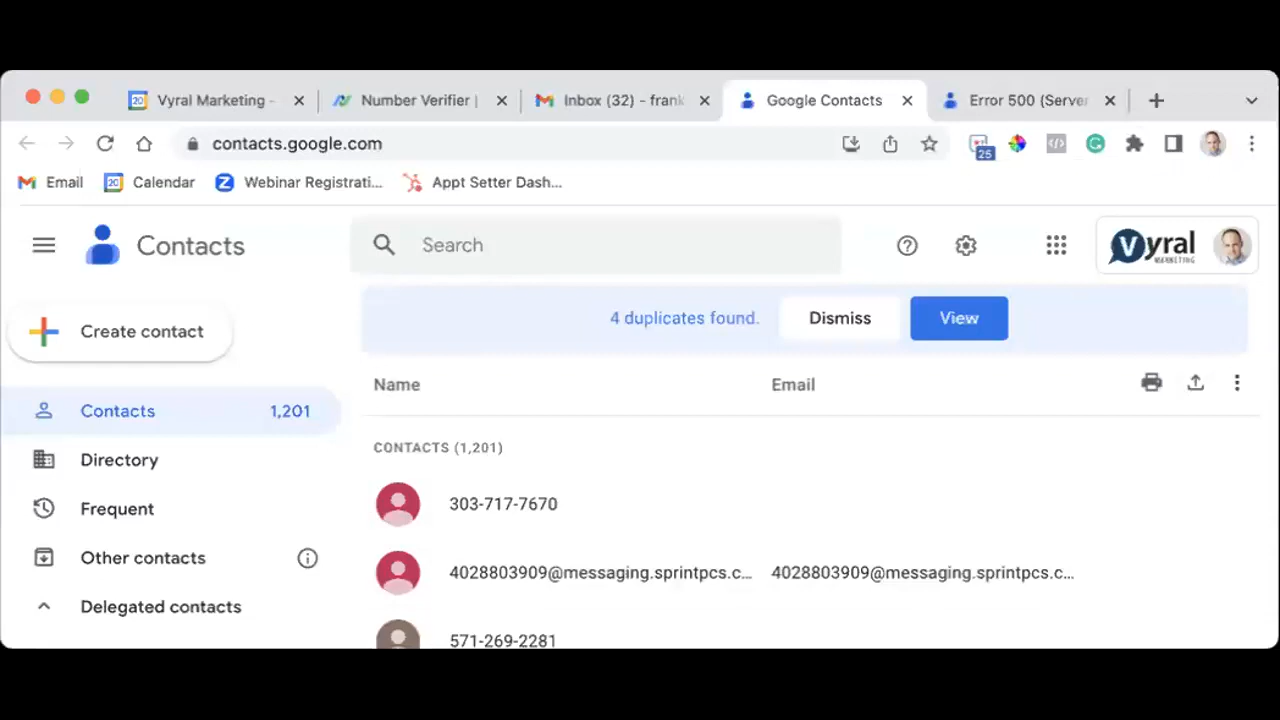 Vyral Marketing -
Number Verifier |
Inbox (32) - frank
Google Contacts
Error 500 (Server
contacts.google.com
25
Email
20 Calendar
Webinar Registrati...
Appt Setter Dash...
Contacts
Search
Vyral
MARKETING
Create contact
4 duplicates found.
Dismiss
View
Contacts 1,201
Directory
Frequent
Other contacts
Delegated contacts
Name Email
CONTACTS (1,201)
303-717-7670
4028803909@messaging.sprintpcs.c... 4028803909@messaging.sprintpcs.c...
571-269-2281